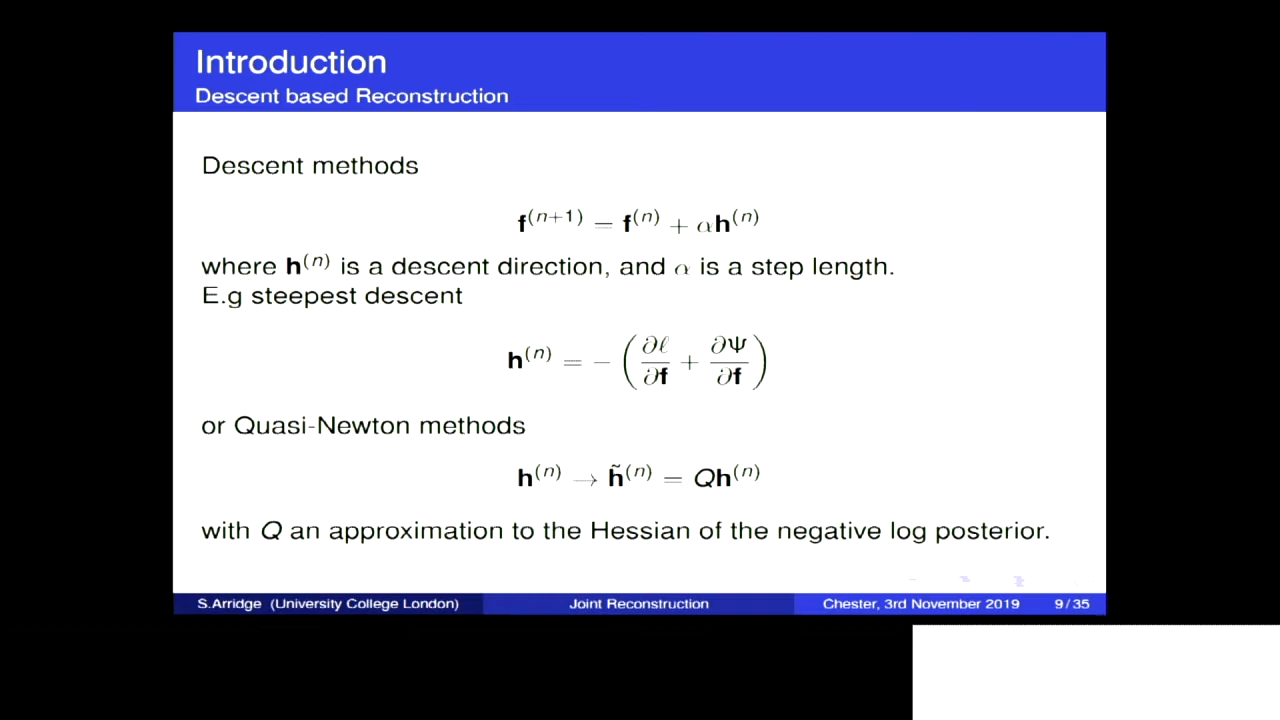 Introduction
Descent based Reconstruction
Descent methods
f^(n+1) = f^(n) + αh^(n)
where h^(n) is a descent direction, and α is a step length.
E.g steepest descent
h^(n) = − (∂ℓ/∂f + ∂Ψ/∂f)
or Quasi-Newton methods
h^(n) → h̃^(n) = Qh^(n)
with Q an approximation to the Hessian of the negative log posterior.
S.Arridge (University College London) Joint Reconstruction Chester, 3rd November 2019 9/35